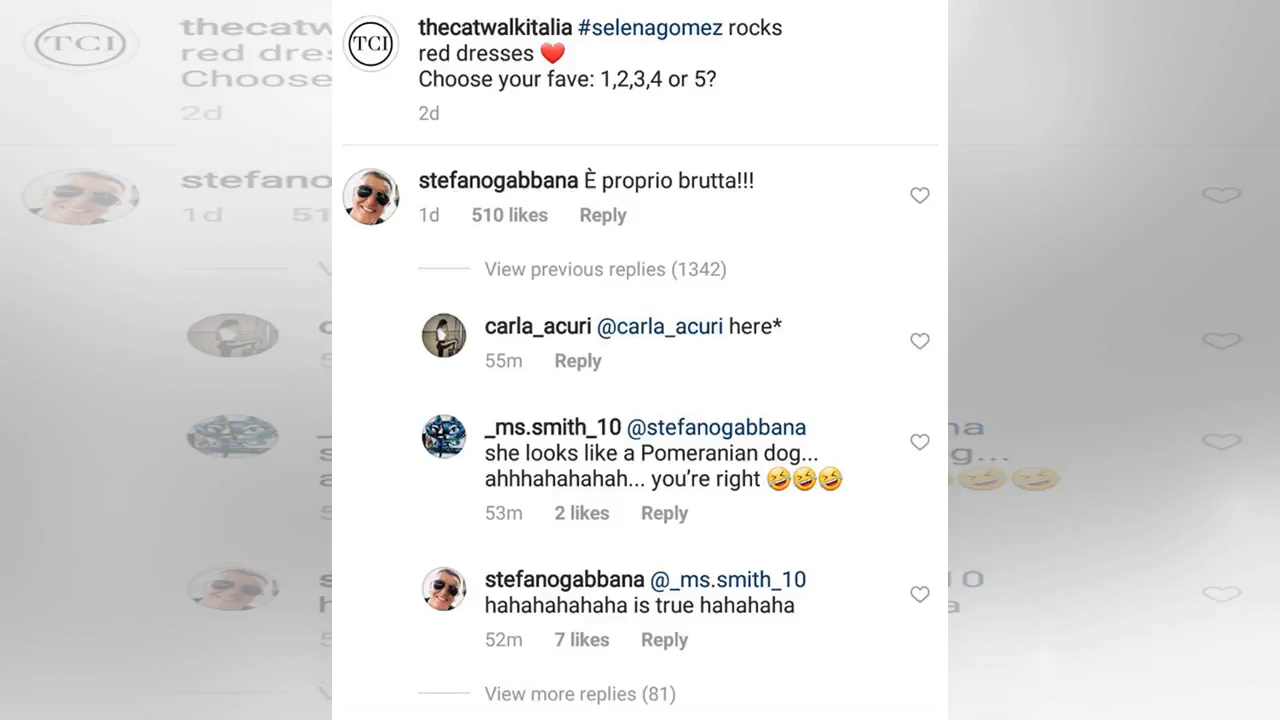 TCI
thecatwalkitalia #selenagomez rocks
red dresses ❤️
Choose your fave: 1,2,3,4 or 5?
2d
stefanogabbana È proprio brutta!!!
1d 510 likes Reply
View previous replies (1342)
carla_acuri @carla_acuri here*
55m Reply
_ms.smith_10 @stefanogabbana
she looks like a Pomeranian dog...
ahhhahahahah... you’re right 🤣🤣🤣
53m 2 likes Reply
stefanogabbana @_ms.smith_10
hahahahahaha is true hahahaha
52m 7 likes Reply
View more replies (81)